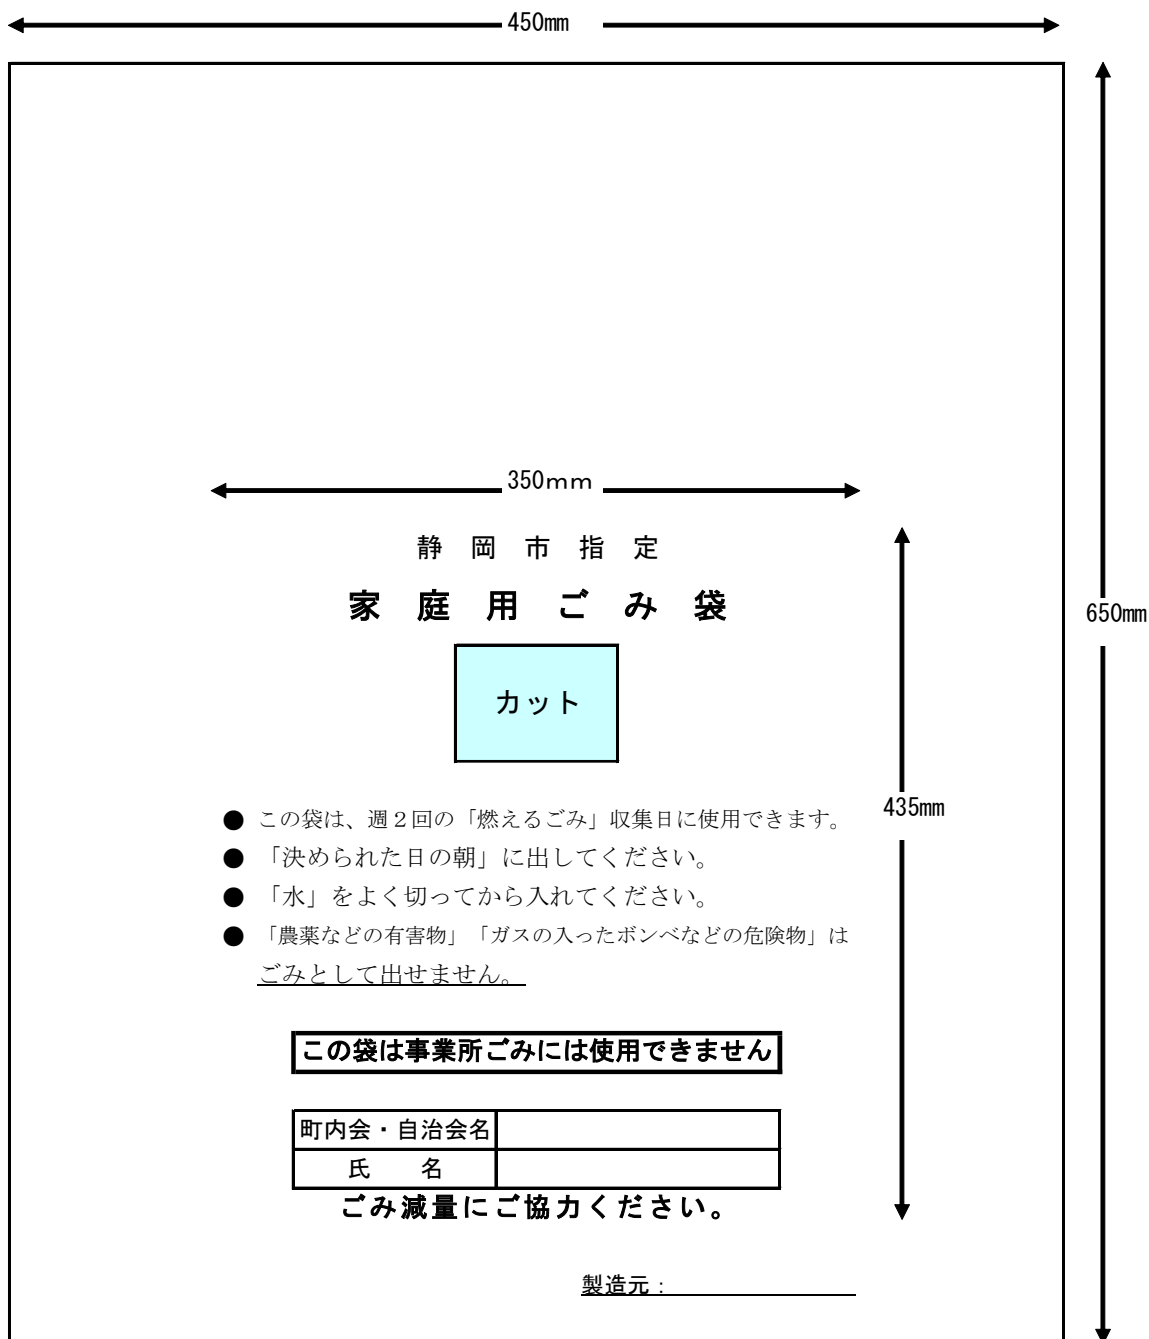 450mm
350mm
静岡市指定
家庭用ごみ袋
650mm
カット
435mm
● この袋は、週２回の「燃えるごみ」収集日に使用できます。
● 「決められた日の朝」に出してください。
● 「水」をよく切ってから入れてください。
● 「農薬などの有害物」「ガスの入ったボンベなどの危険物」は
ごみとして出せません。
この袋は事業所ごみには使用できません
町内会・自治会名
氏　名
ごみ減量にご協力ください。
製造元：